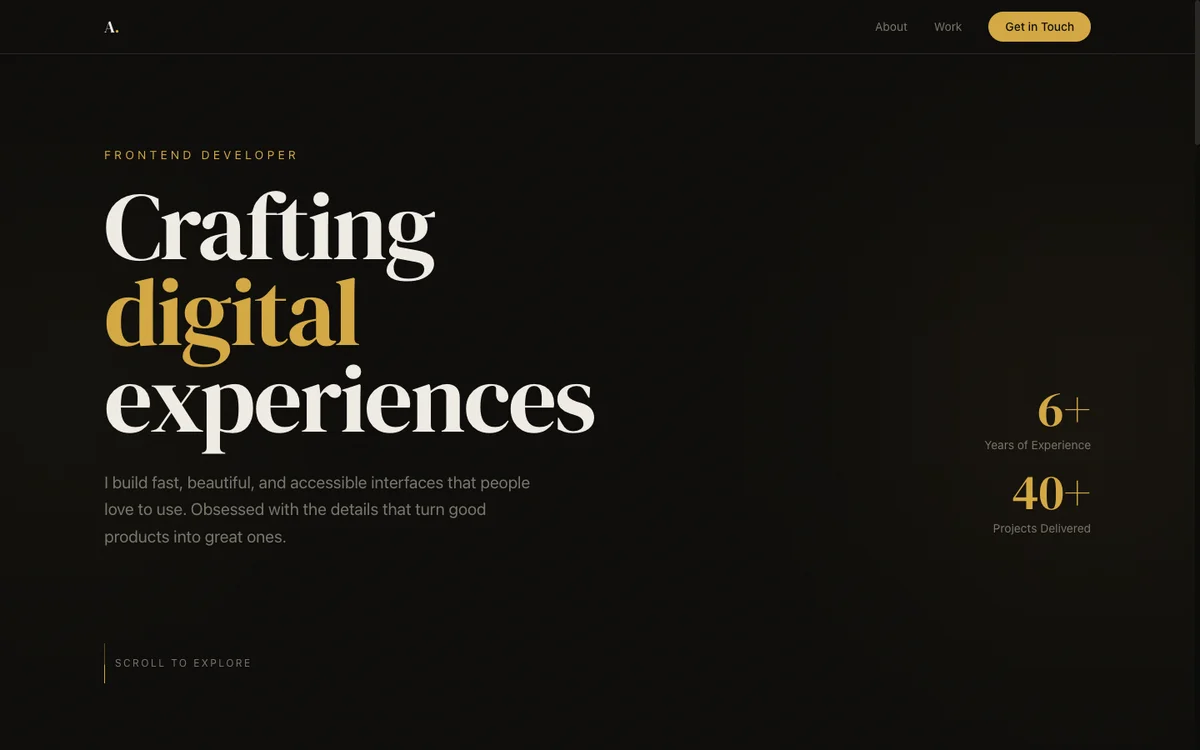 A.
About
Work
Get in Touch
FRONTEND DEVELOPER
Crafting
digital
experiences
I build fast, beautiful, and accessible interfaces that people
love to use. Obsessed with the details that turn good
products into great ones.
6+
Years of Experience
40+
Projects Delivered
SCROLL TO EXPLORE